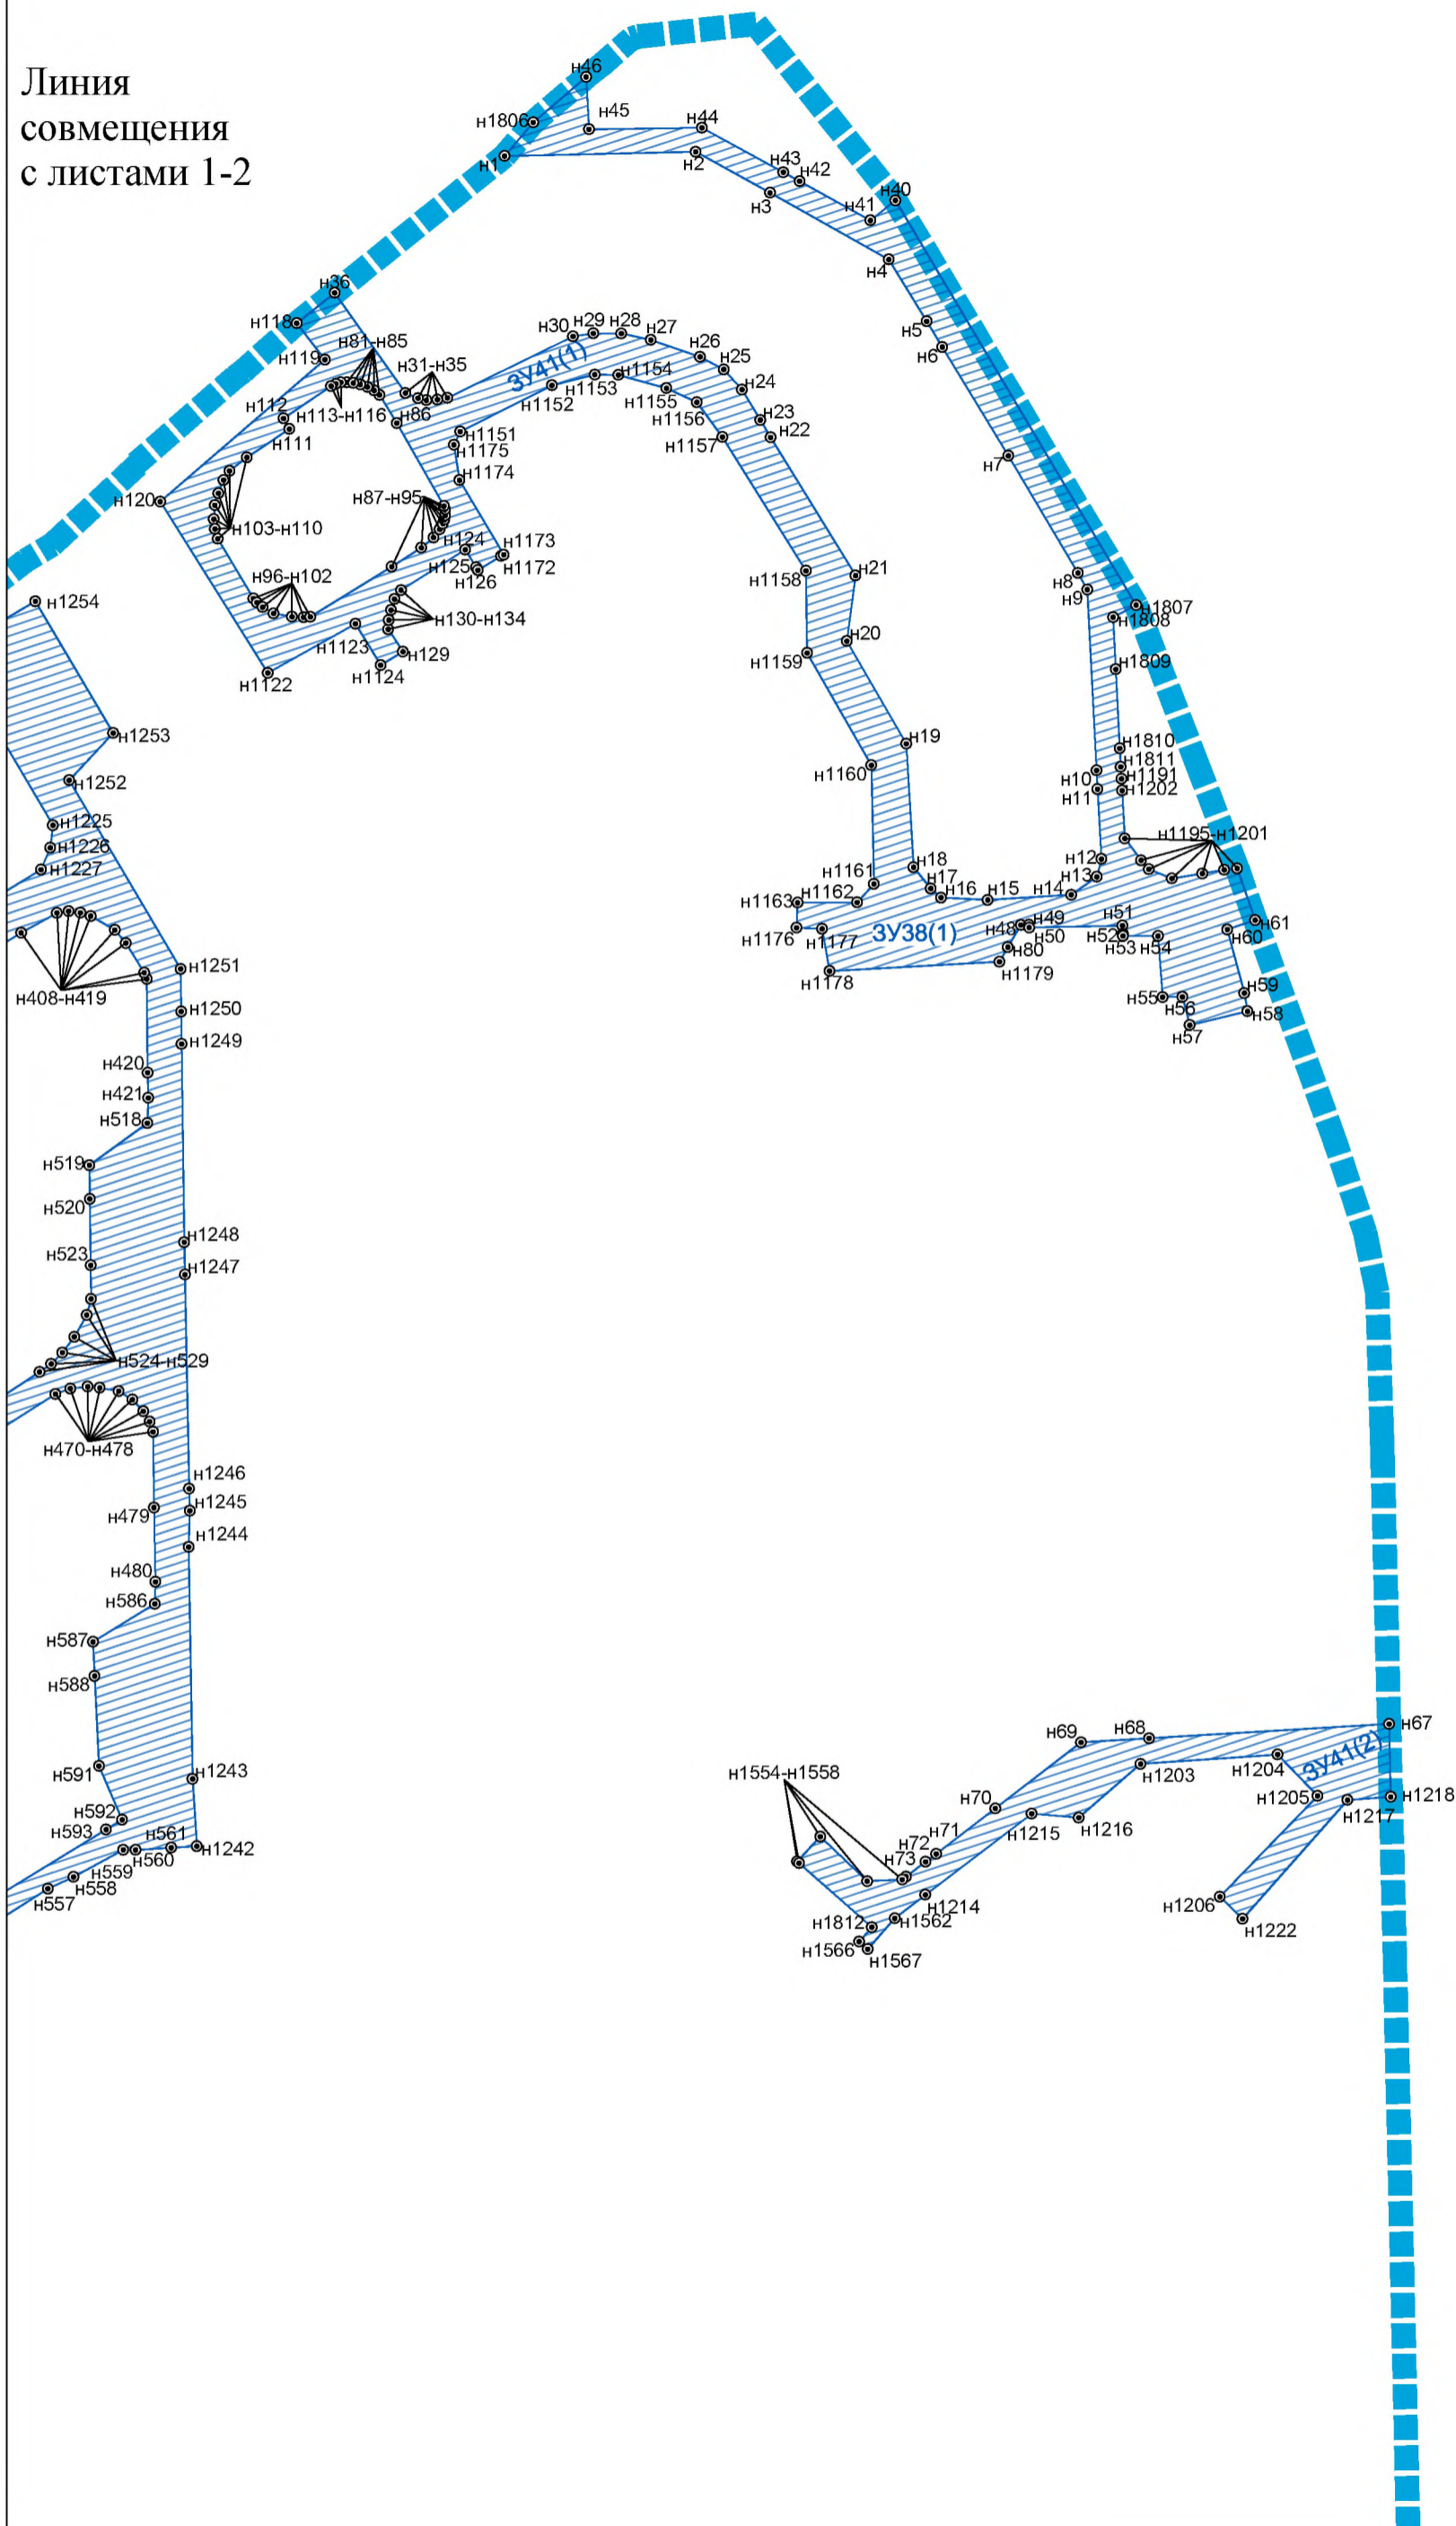 Линия
совмещения
с листами 1-2
н46
н1806
н45
н44
н1
н2
н43
н42
н3
н40
н41
н4
н36
н118
н5
н81-н85
н30
н29
н28
н27
н6
н119
н31-н35
ЗУ41(1)
н26
н25
н1153
н1154
н24
н1152
н1155
н112
н113-н116
н86
н1156
н23
н111
н1151
н22
н1175
н1157
н7
н1174
н87-н95
н120
н103-н110
н124
н1173
н125
н1172
н126
н1158
н21
н8
н96-н102
н9
н1254
н1807
н130-н134
н1808
н1123
н20
н129
н1159
н1809
н1124
н1122
н1253
н19
н1810
н1160
н1811
н1252
н10
н1191
н1202
н11
н1225
н1195-н1201
н1226
н12
н1227
н18
н1161
н17
н13
н1163
н1162
н16
н15
н14
н61
н1176
н1177
ЗУ38(1)
н48
н49
н51
н50
н52
н60
н53
н54
н80
н1251
н1179
н1178
н408-н419
н59
н55
н56
н1250
н58
н57
н1249
н420
н421
н518
н519
н520
н1248
н523
н1247
н524-н529
н470-н478
н1246
н1245
н479
н1244
н480
н586
н587
н588
н67
н69
н68
ЗУ41(2)
н1204
н591
н1243
н1554-н1558
н1203
н70
н1205
н1218
н1217
н592
н1215
н1216
н593
н561
н71
н1242
н72
н560
н73
н559
н558
н557
н1214
н1206
н1812
н1562
н1222
н1566
н1567